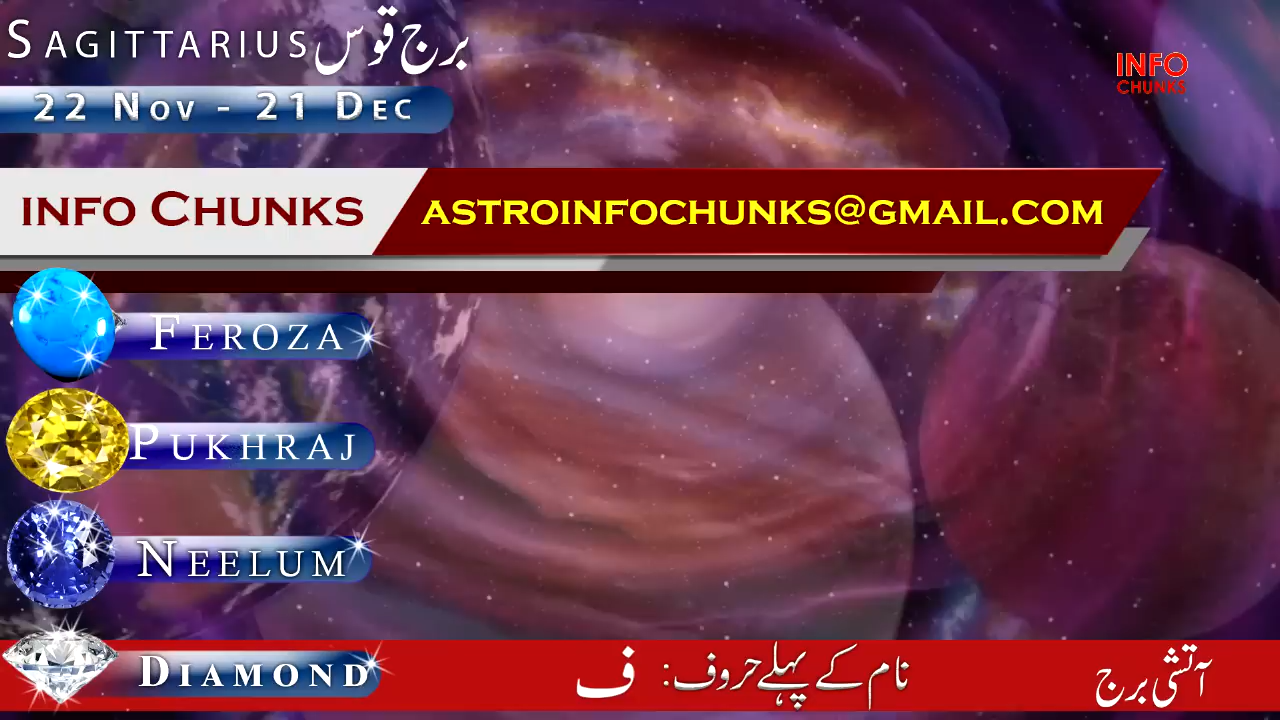 SAGITTARIUS برج قوس
22 Nov - 21 Dec
INFO
CHUNKS
INFO CHUNKS ASTROINFOCHUNKS@GMAIL.COM
FEROZA
PUKHRAJ
NEELUM
DIAMOND
نام کے پہلے حروف: ف
آتشی برج